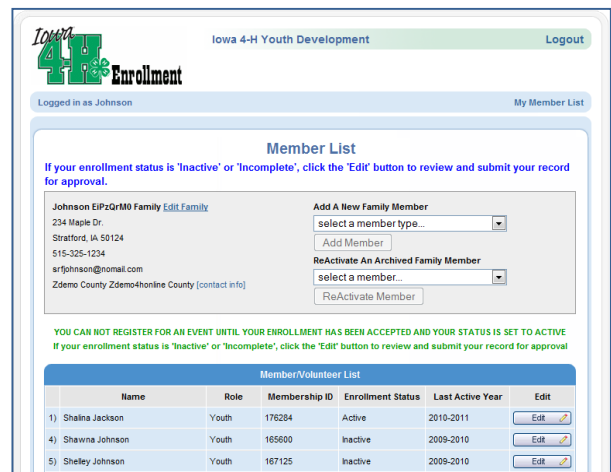 Iowa
4-H
Enrollment
Iowa 4-H Youth Development
Logout
Logged in as Johnson
My Member List
Member List
If your enrollment status is 'Inactive' or 'Incomplete', click the 'Edit' button to review and submit your record
for approval.
Johnson EiPzQrM0 Family Edit Family
234 Maple Dr.
Stratford, IA 50124
515-325-1234
srfjohnson@nomail.com
Zdemo County Zdemo4honline County [contact info]
Add A New Family Member
select a member type...
Add Member
ReActivate An Archived Family Member
select a member...
ReActivate Member
YOU CAN NOT REGISTER FOR AN EVENT UNTIL YOUR ENROLLMENT HAS BEEN ACCEPTED AND YOUR STATUS IS SET TO ACTIVE
If your enrollment status is 'Inactive' or 'Incomplete', click the 'Edit' button to review and submit your record for approval
Member/Volunteer List
Name Role Membership ID Enrollment Status Last Active Year Edit
1) Shalina Jackson Youth 176284 Active 2010-2011 Edit
4) Shawna Johnson Youth 165600 Inactive 2009-2010 Edit
5) Shelley Johnson Youth 167125 Inactive 2009-2010 Edit